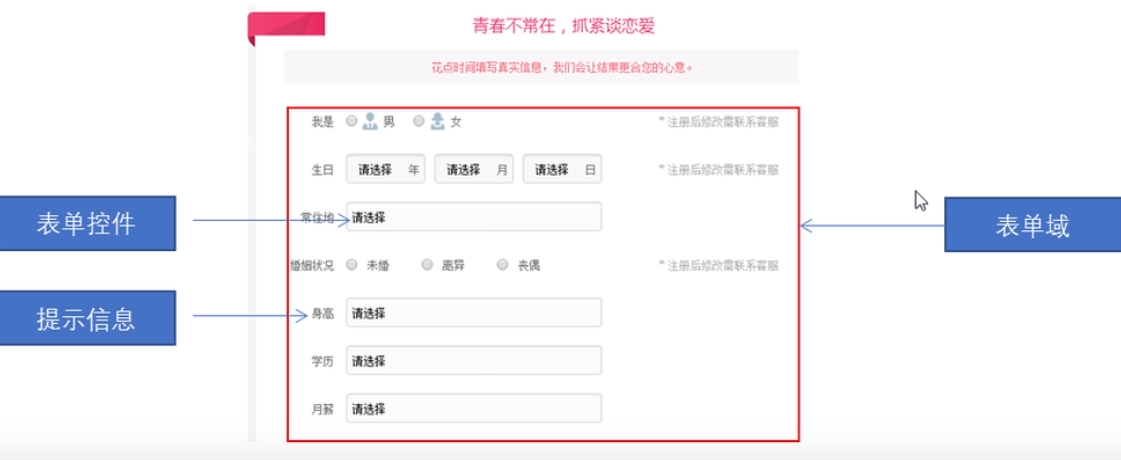 青春不常在，抓紧谈恋爱
花点时间填写真实信息，我们会让结果更合您的心意。
我是 男 女 *注册后修改需联系客服
生日 请选择 年 请选择 月 请选择 日 *注册后修改需联系客服
表单控件
常住地 请选择
表单域
婚姻状况 未婚 离异 丧偶 *注册后修改需联系客服
提示信息
身高 请选择
学历 请选择
月薪 请选择